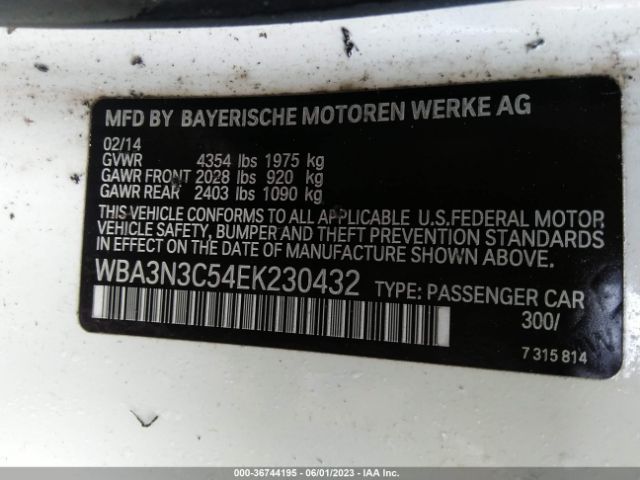 MFD BY BAYERISCHE MOTOREN WERKE AG
02/14
GVWR 4354 lbs 1975 kg
GAWR FRONT 2028 lbs 920 kg
GAWR REAR 2403 lbs 1090 kg
THIS VEHICLE CONFORMS TO ALL APPLICABLE U.S.FEDERAL MOTOR
VEHICLE SAFETY, BUMPER AND THEFT PREVENTION STANDARDS
IN EFFECT ON THE DATE OF MANUFACTURE SHOWN ABOVE.
WBA3N3C54EK230432 TYPE: PASSENGER CAR
300/
7 315 814
000-36744195 - 06/01/2023 - IAA Inc.